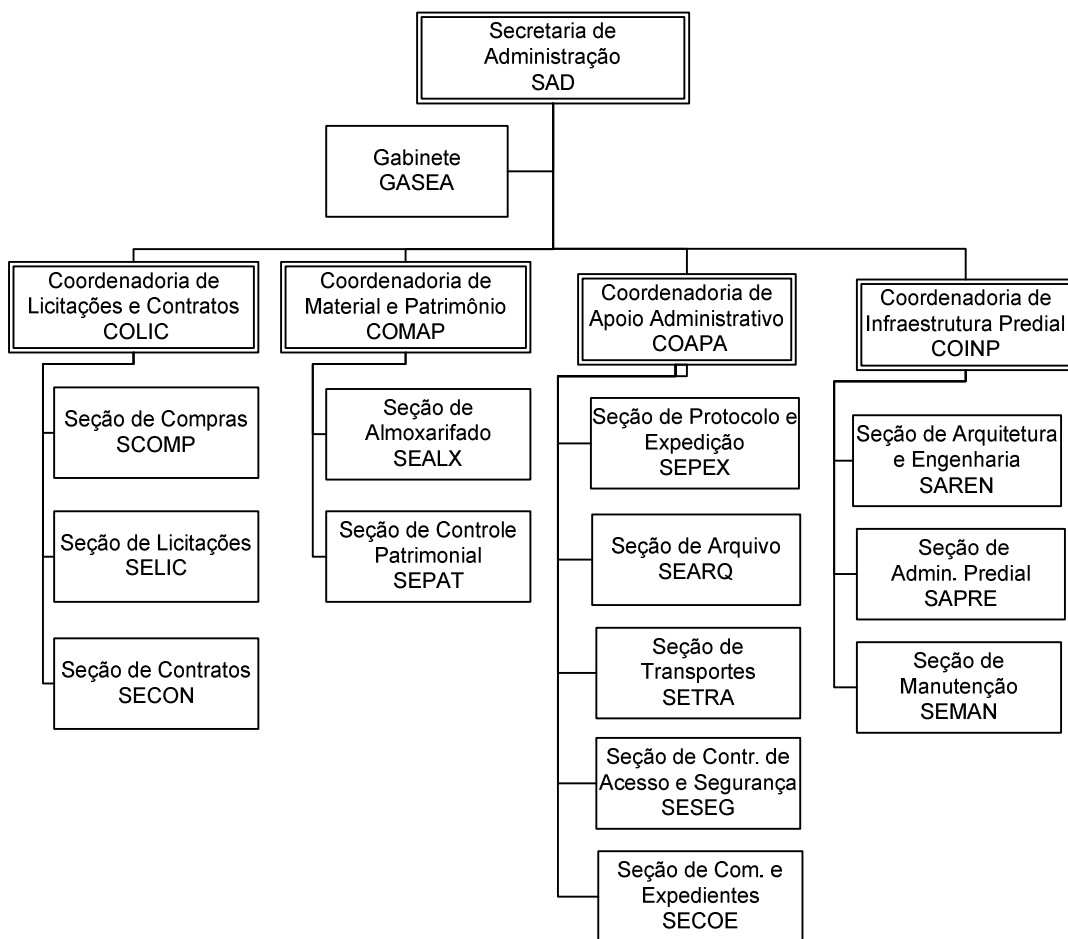 Secretaria de
Administração
SAD
Gabinete
GASEA
Coordenadoria de
Licitações e Contratos
COLIC
Coordenadoria de
Material e Patrimônio
COMAP
Coordenadoria de
Apoio Administrativo
COAPA
Coordenadoria de
Infraestrutura Predial
COINP
Seção de Compras
SCOMP
Seção de Licitações
SELIC
Seção de Contratos
SECON
Seção de
Almoxarifado
SEALX
Seção de Controle
Patrimonial
SEPAT
Seção de Protocolo e
Expedição
SEPEX
Seção de Arquivo
SEARQ
Seção de
Transportes
SETRA
Seção de Contr. de
Acesso e Segurança
SESEG
Seção de Com. e
Expedientes
SECOE
Seção de Arquitetura
e Engenharia
SAREN
Seção de
Admin. Predial
SAPRE
Seção de
Manutenção
SEMAN